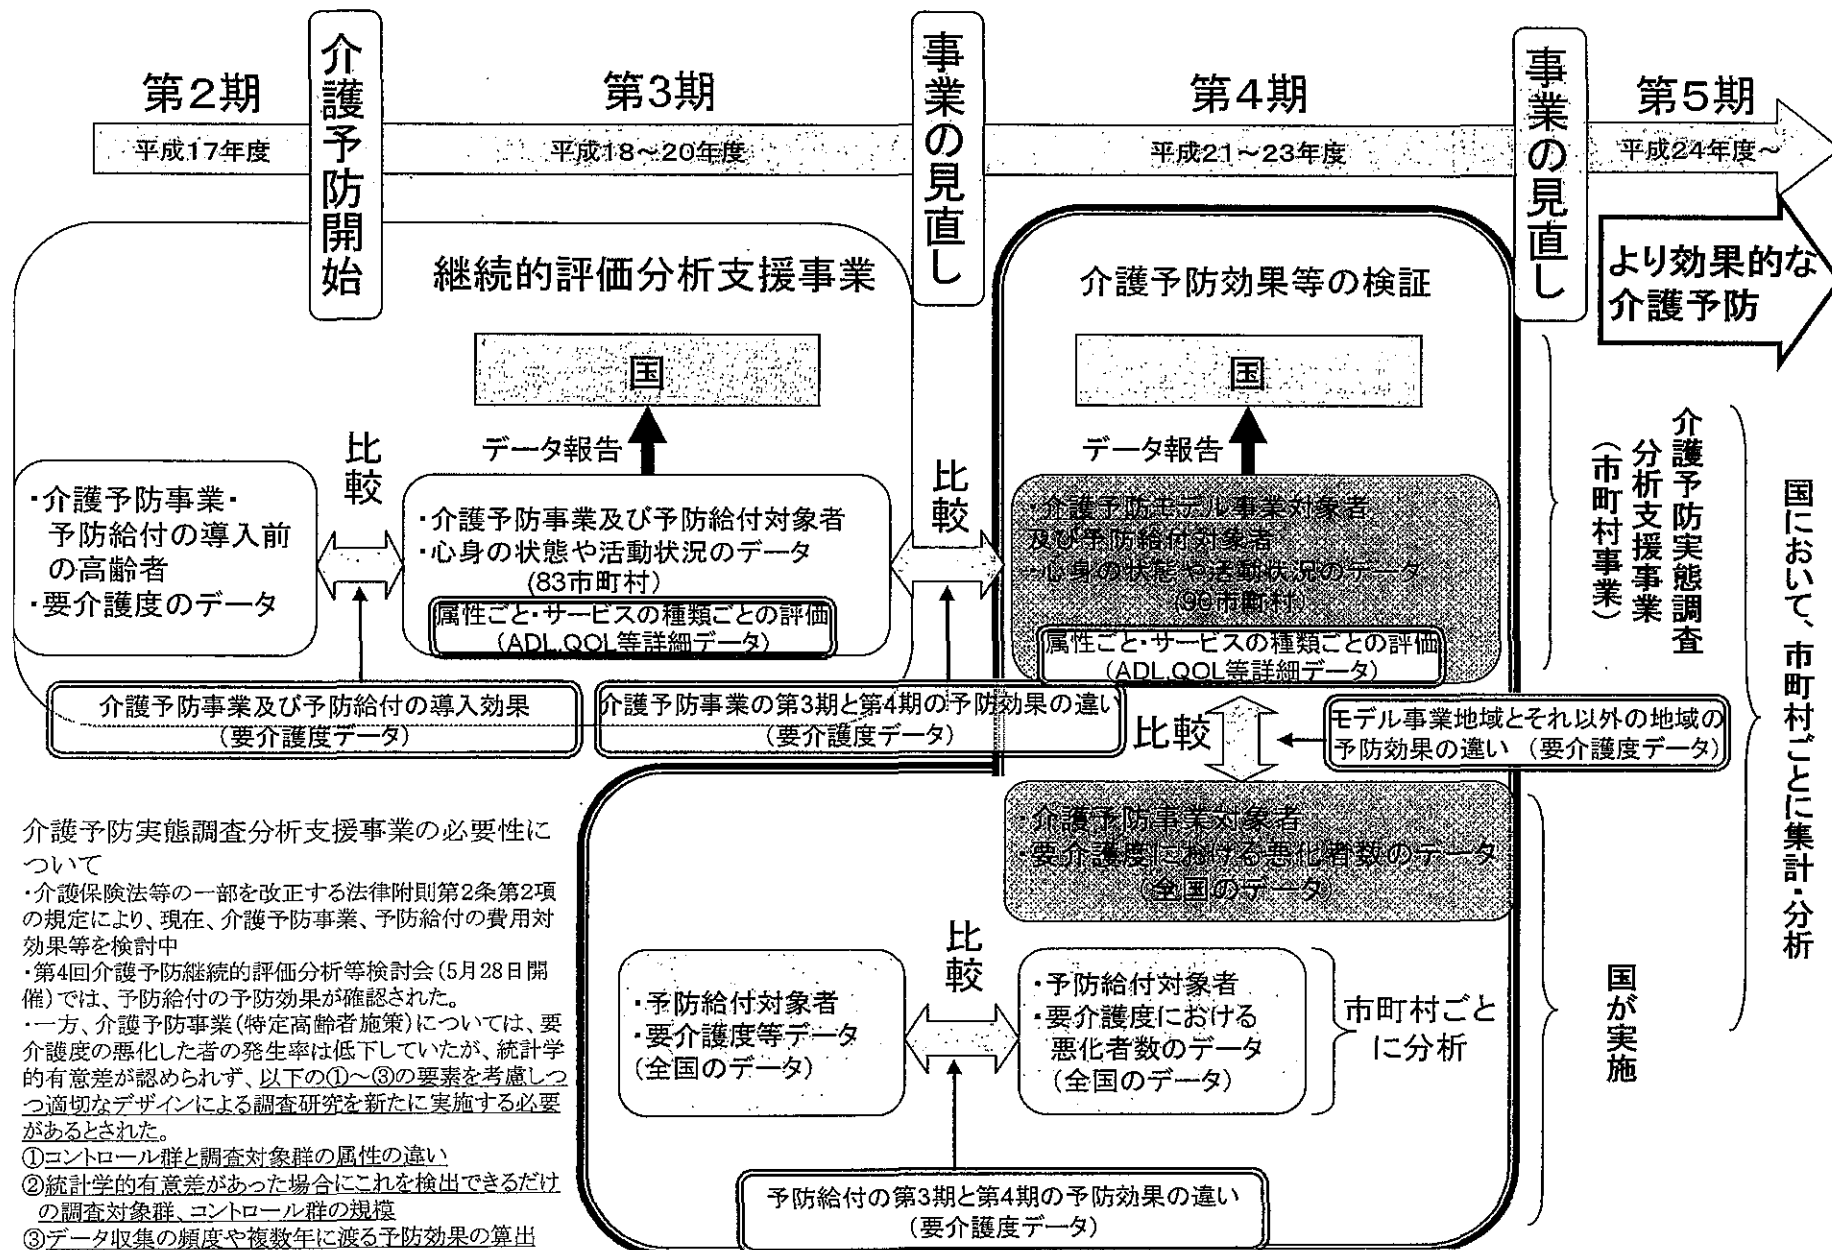 第2期
介護予防開始
第3期
事業の見直し
第4期
事業の見直し
第5期
平成17年度
平成18～20年度
平成21～23年度
平成24年度～
より効果的な
介護予防
継続的評価分析支援事業
介護予防効果等の検証
国
国
データ報告
データ報告
比較
比較
・介護予防事業・
予防給付の導入前
の高齢者
・要介護度のデータ
・介護予防事業及び予防給付対象者
・心身の状態や活動状況のデータ
(83市町村)
属性ごと・サービスの種類ごとの評価
(ADL,QOL等詳細データ)
・介護予防モデル事業対象者
及び予防給付対象者
・心身の状態や活動状況のデータ
(90市町村)
属性ごと・サービスの種類ごとの評価
(ADL,QOL等詳細データ)
介護予防実態調査
分析支援事業
(市町村事業)
国において、市町村ごとに集計・分析
介護予防事業及び予防給付の導入効果
(要介護度データ)
介護予防事業の第3期と第4期の予防効果の違い
(要介護度データ)
比較
モデル事業地域とそれ以外の地域の
予防効果の違い (要介護度データ)
・介護予防事業対象者
・要介護度における悪化者数のデータ
(全国のデータ)
比較
・予防給付対象者
・要介護度等データ
(全国のデータ)
・予防給付対象者
・要介護度における
悪化者数のデータ
(全国のデータ)
市町村ごと
に分析
国が実施
予防給付の第3期と第4期の予防効果の違い
(要介護度データ)
介護予防実態調査分析支援事業の必要性に
ついて
・介護保険法等の一部を改正する法律附則第2条第2項
の規定により、現在、介護予防事業、予防給付の費用対
効果等を検討中
・第4回介護予防継続的評価分析等検討会(5月28日開
催)では、予防給付の予防効果が確認された。
・一方、介護予防事業(特定高齢者施策)については、要
介護度の悪化した者の発生率は低下していたが、統計学
的有意差が認められず、以下の①～③の要素を考慮しつ
つ適切なデザインによる調査研究を新たに実施する必要
があるとされた。
①コントロール群と調査対象群の属性の違い
②統計学的有意差があった場合にこれを検出できるだけ
の調査対象群、コントロール群の規模
③データ収集の頻度や複数年に渡る予防効果の算出